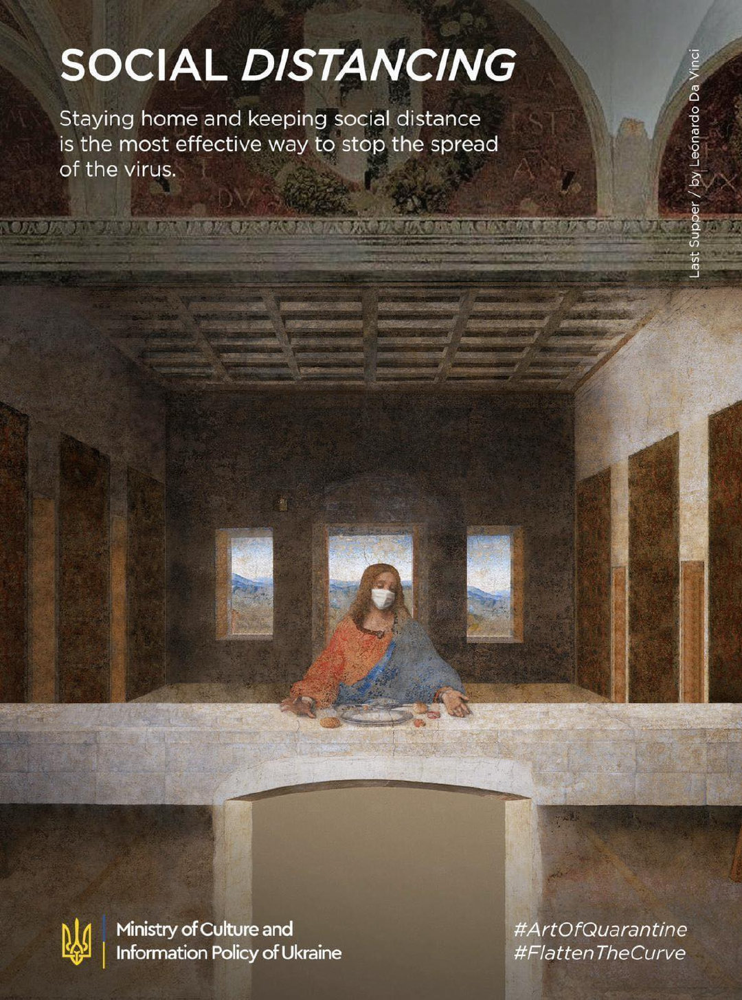 SOCIAL DISTANCING
Staying home and keeping social distance
is the most effective way to stop the spread
of the virus.
Last Supper / by Leonardo Da Vinci
Ministry of Culture and
Information Policy of Ukraine
#ArtOfQuarantine
#FlattenTheCurve